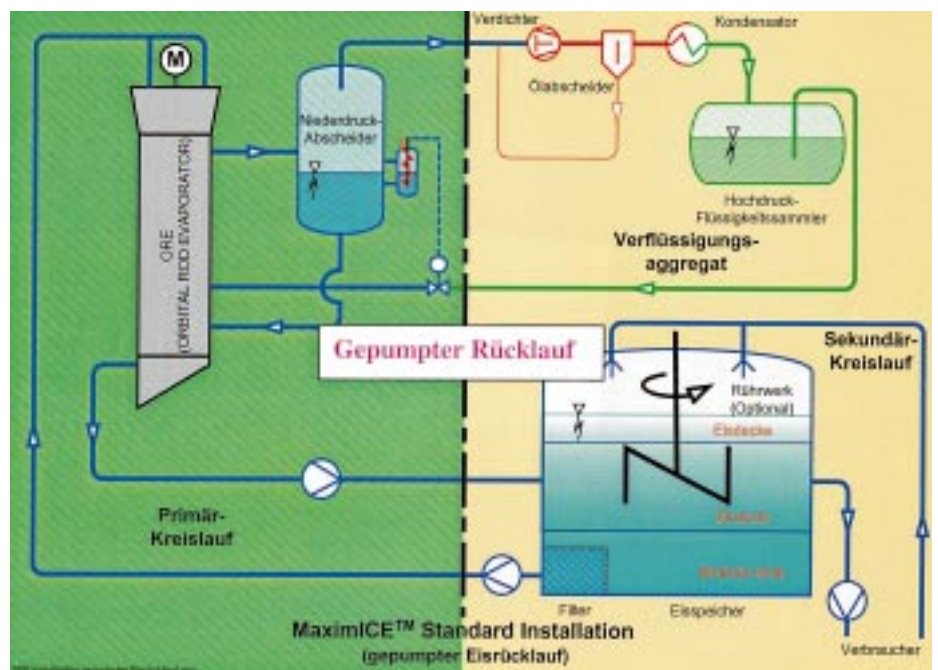 Verdichter
Kondensator
M
Ölabscheider
Niederdruck-
Abscheider
ORE
(ORBITAL ROD EVAPORATOR)
Hochdruck-
Flüssigkeitssammler
Verflüssigungs-
aggregat
Gepumpter Rücklauf
Sekundär-
Kreislauf
Rührwerk
(Optional)
Eisdecke
Primär-
Kreislauf
Filter
Eisspeicher
Verbraucher
MaximICE™ Standard Installation
(gepumpter Eisrücklauf)